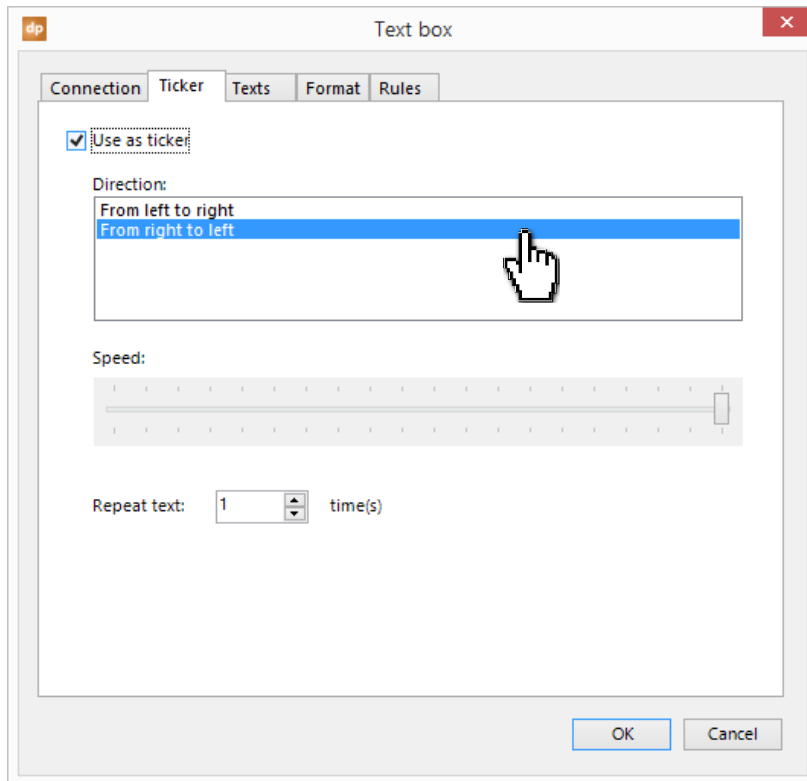 dp Text box
Connection Ticker Texts Format Rules
Use as ticker
Direction:
From left to right
From right to left
Speed:
Repeat text: 1 time(s)
OK Cancel